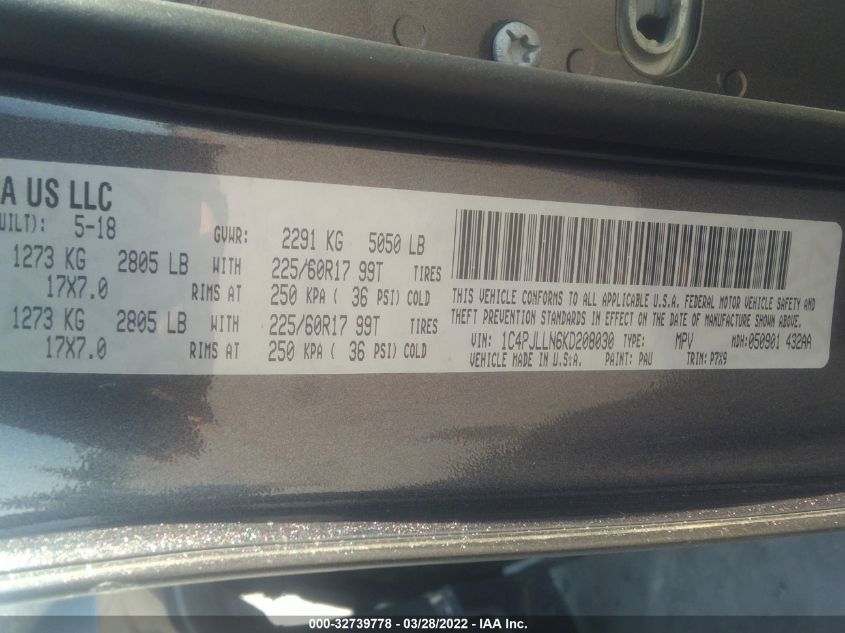 A US LLC
UILT): 5-18
GVWR: 2291 KG 5050 LB
1273 KG 2805 LB WITH 225/60R17 99T TIRES
17X7.0 RIMS AT 250 KPA ( 36 PSI) COLD
1273 KG 2805 LB WITH 225/60R17 99T TIRES
17X7.0 RIMS AT 250 KPA ( 36 PSI) COLD
THIS VEHICLE CONFORMS TO ALL APPLICABLE U.S.A. FEDERAL MOTOR VEHICLE SAFETY AND
THEFT PREVENTION STANDARDS IN EFFECT ON THE DATE OF MANUFACTURE SHOWN ABOVE.
VIN: 1C4PJLLN6KD208030 TYPE: MPV MDH:050901 432AA
VEHICLE MADE IN U.S.A. PAINT: PAU TRIM: P7X9
000-32739778 - 03/28/2022 - IAA Inc.